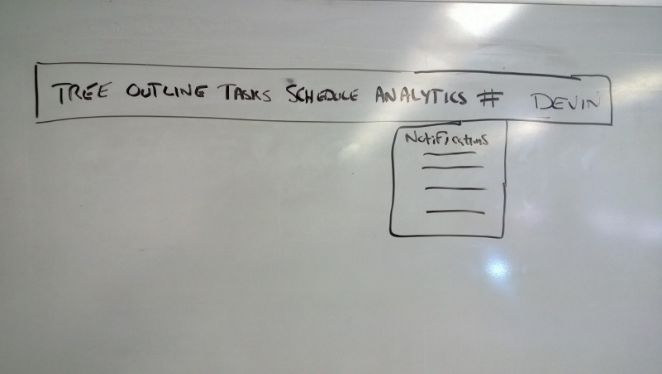 TREE OUTLINE TASKS SCHEDULE ANALYTICS # DEVIN
Notifications